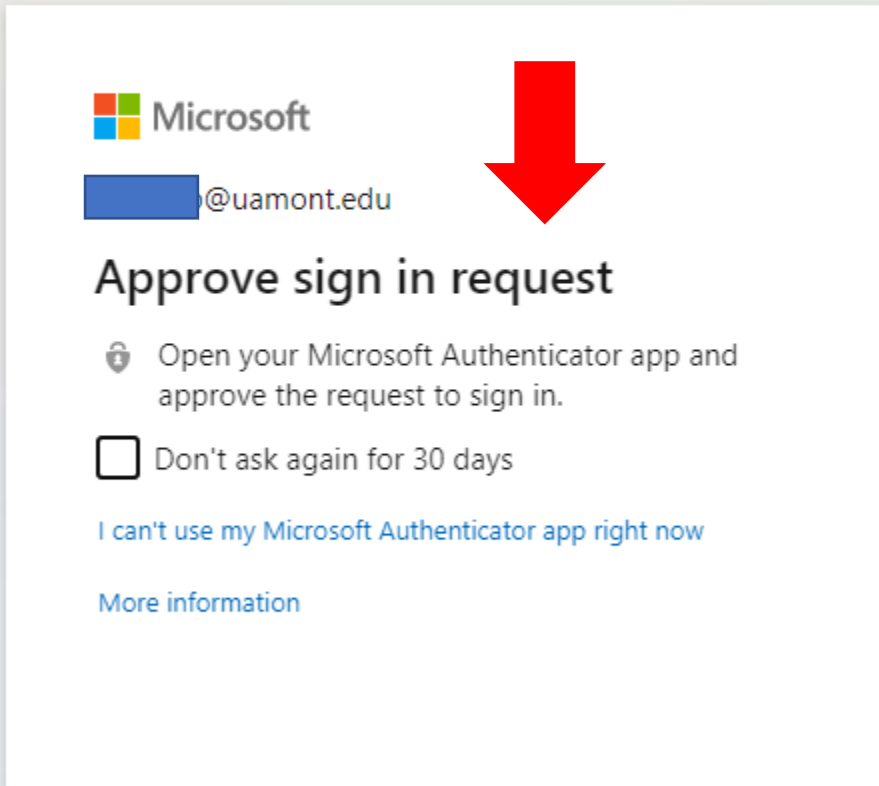 Microsoft
@uamont.edu
Approve sign in request
Open your Microsoft Authenticator app and
approve the request to sign in.
Don't ask again for 30 days
I can't use my Microsoft Authenticator app right now
More information